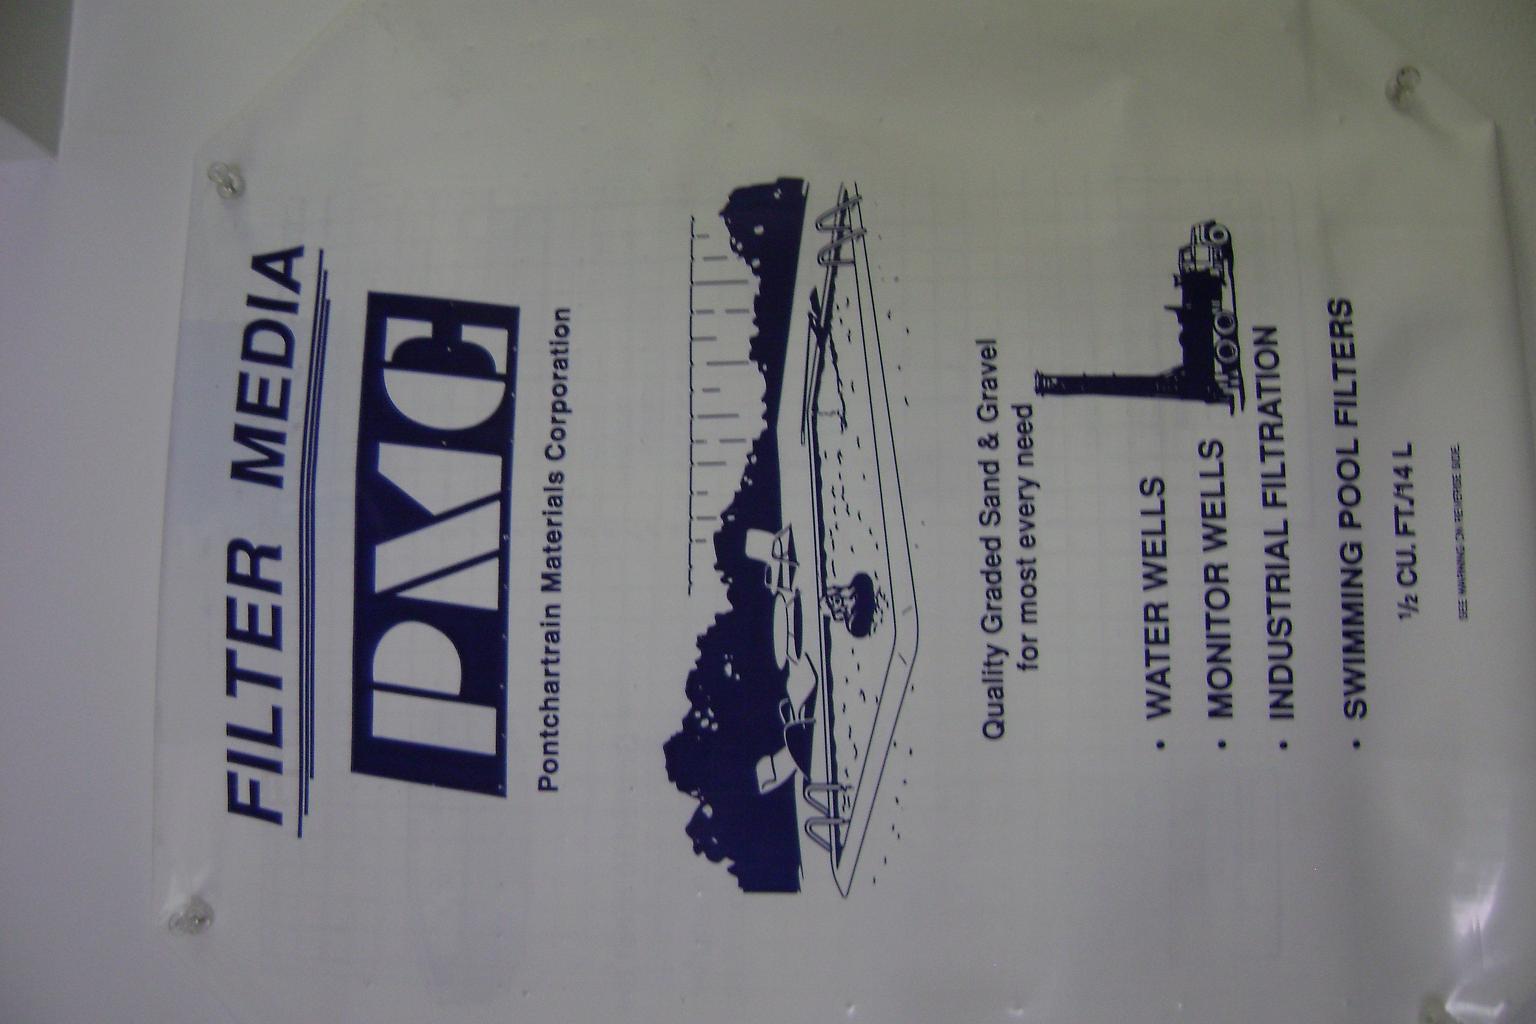 FILTER MEDIA
PMC
Pontchartrain Materials Corporation
Quality Graded Sand & Gravel
for most every need
• WATER WELLS
• MONITOR WELLS
• INDUSTRIAL FILTRATION
• SWIMMING POOL FILTERS
½ CU. FT./14 L
SEE WARNING ON REVERSE SIDE.